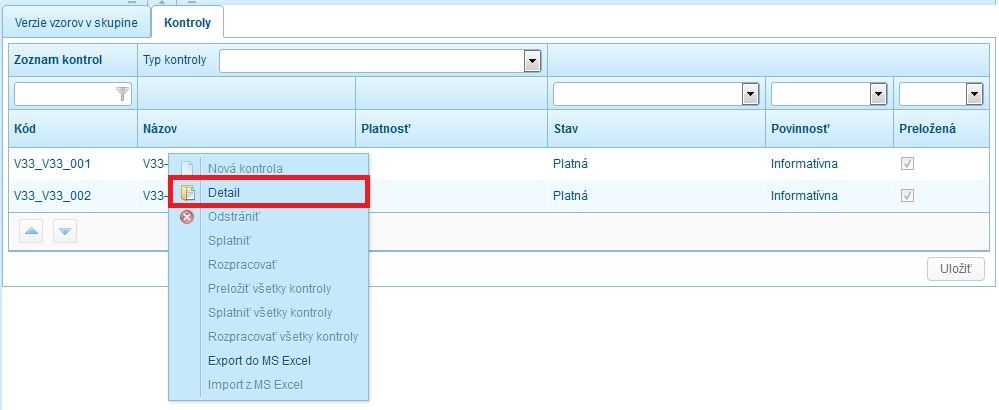 Verzie vzorov v skupine Kontroly
Zoznam kontrol Typ kontroly
Kód Názov Platnosť Stav Povinnosť Preložená
V33_V33_001 V33- Platná Informatívna
V33_V33_002 V33- Platná Informatívna
Nová kontrola
Detail
Odstrániť
Splatniť
Rozpracovať
Preložiť všetky kontroly
Splatniť všetky kontroly
Rozpracovať všetky kontroly
Export do MS Excel
Import z MS Excel
Uložiť